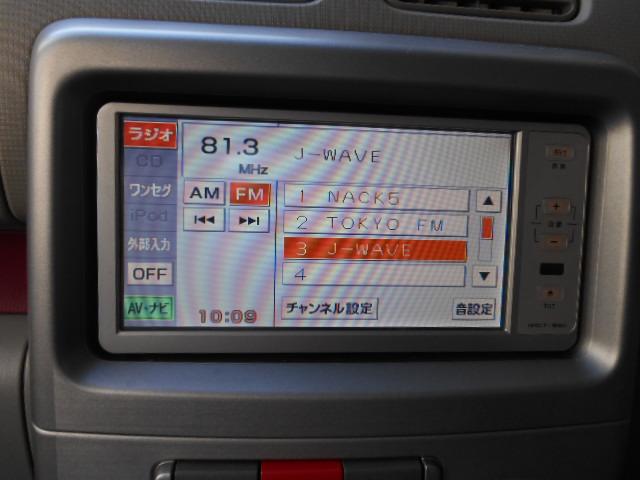 ラジオ
CD
ワンセグ
iPod
外部入力
OFF
AV・ナビ
81.3
MHz
J-WAVE
AM FM
1 NACK5
2 TOKYO FM
3 J-WAVE
4
10:09
チャンネル設定
音設定
+
音量
−